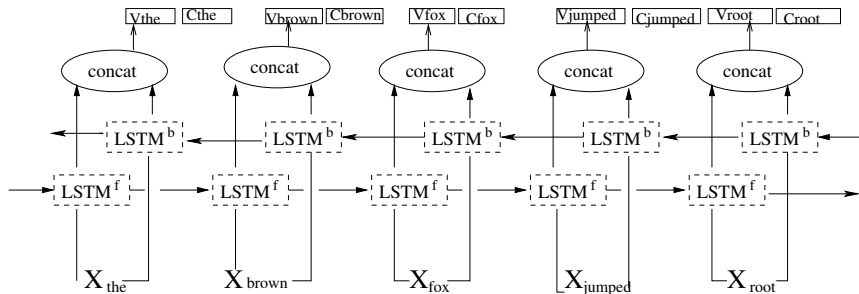 Vthe Cthe Vbrown Cbrown Vfox Cfox Vjumped Cjumped Vroot Croot
concat concat concat concat concat
LSTM b LSTM b LSTM b LSTM b LSTM b
LSTM f LSTM f LSTM f LSTM f LSTM f
X the X brown X fox X jumped X root